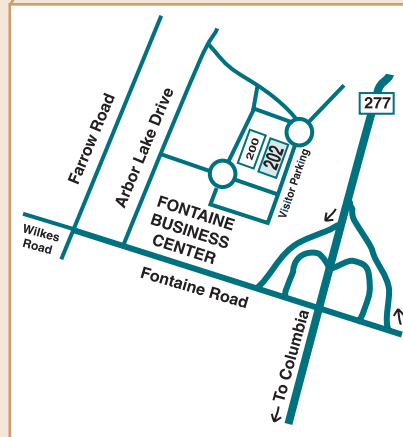 277
Farrow Road
Arbor Lake Drive
200
202
Visitor Parking
FONTAINE
BUSINESS
CENTER
Wilkes
Road
Fontaine Road
To Columbia